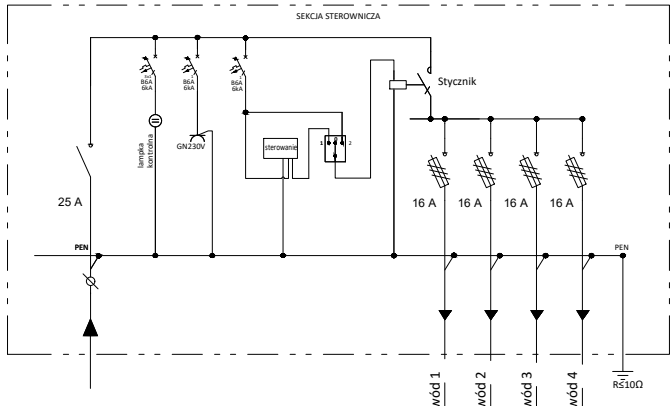 SEKCJA STEROWNICZA
B6A
6kA
B6A
6kA
B6A
6kA
Stycznik
lampka
kontrolna
GN230V
sterowanie
1
2
25 A
16 A
16 A
16 A
16 A
PEN
PEN
wód 1
wód 2
wód 3
wód 4
R≤10Ω